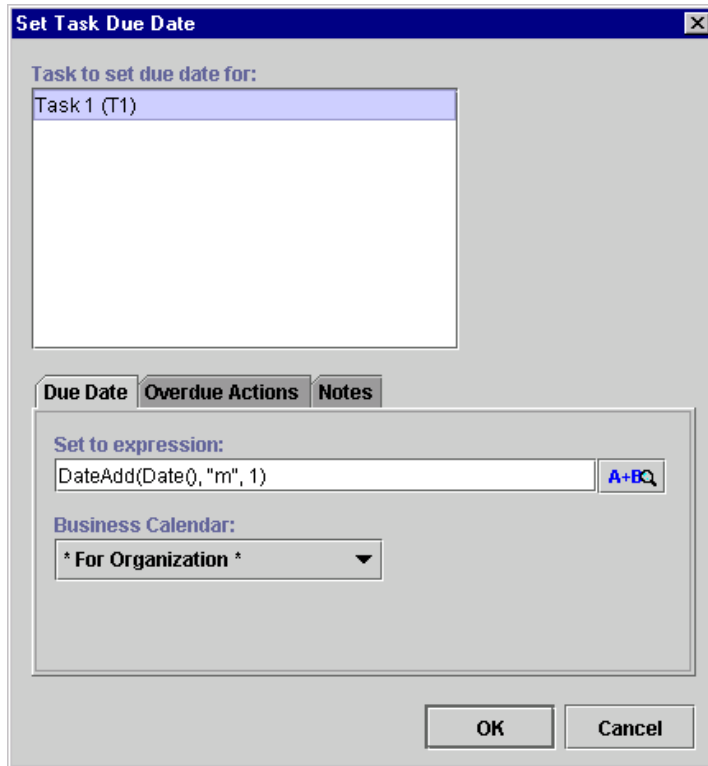 Set Task Due Date
Task to set due date for:
Task 1 (T1)
Due Date Overdue Actions Notes
Set to expression:
DateAdd(Date(), "m", 1) A+B
Business Calendar:
* For Organization *
OK Cancel